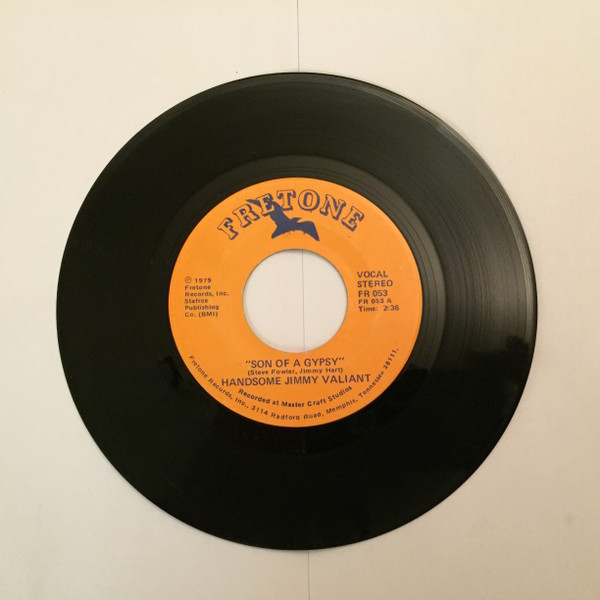 FRETONE
℗ 1979
Fretone
Records, Inc.
Stafree
Publishing
Co. (BMI)
VOCAL
STEREO
FR 053
FR 053 A
Time: 2:36
"SON OF A GYPSY"
(Steve Fowler, Jimmy Hart)
HANDSOME JIMMY VALIANT
Recorded at Master Craft Studios
Fretone Records, Inc., 3114 Radford Road, Memphis, Tennessee 38111.